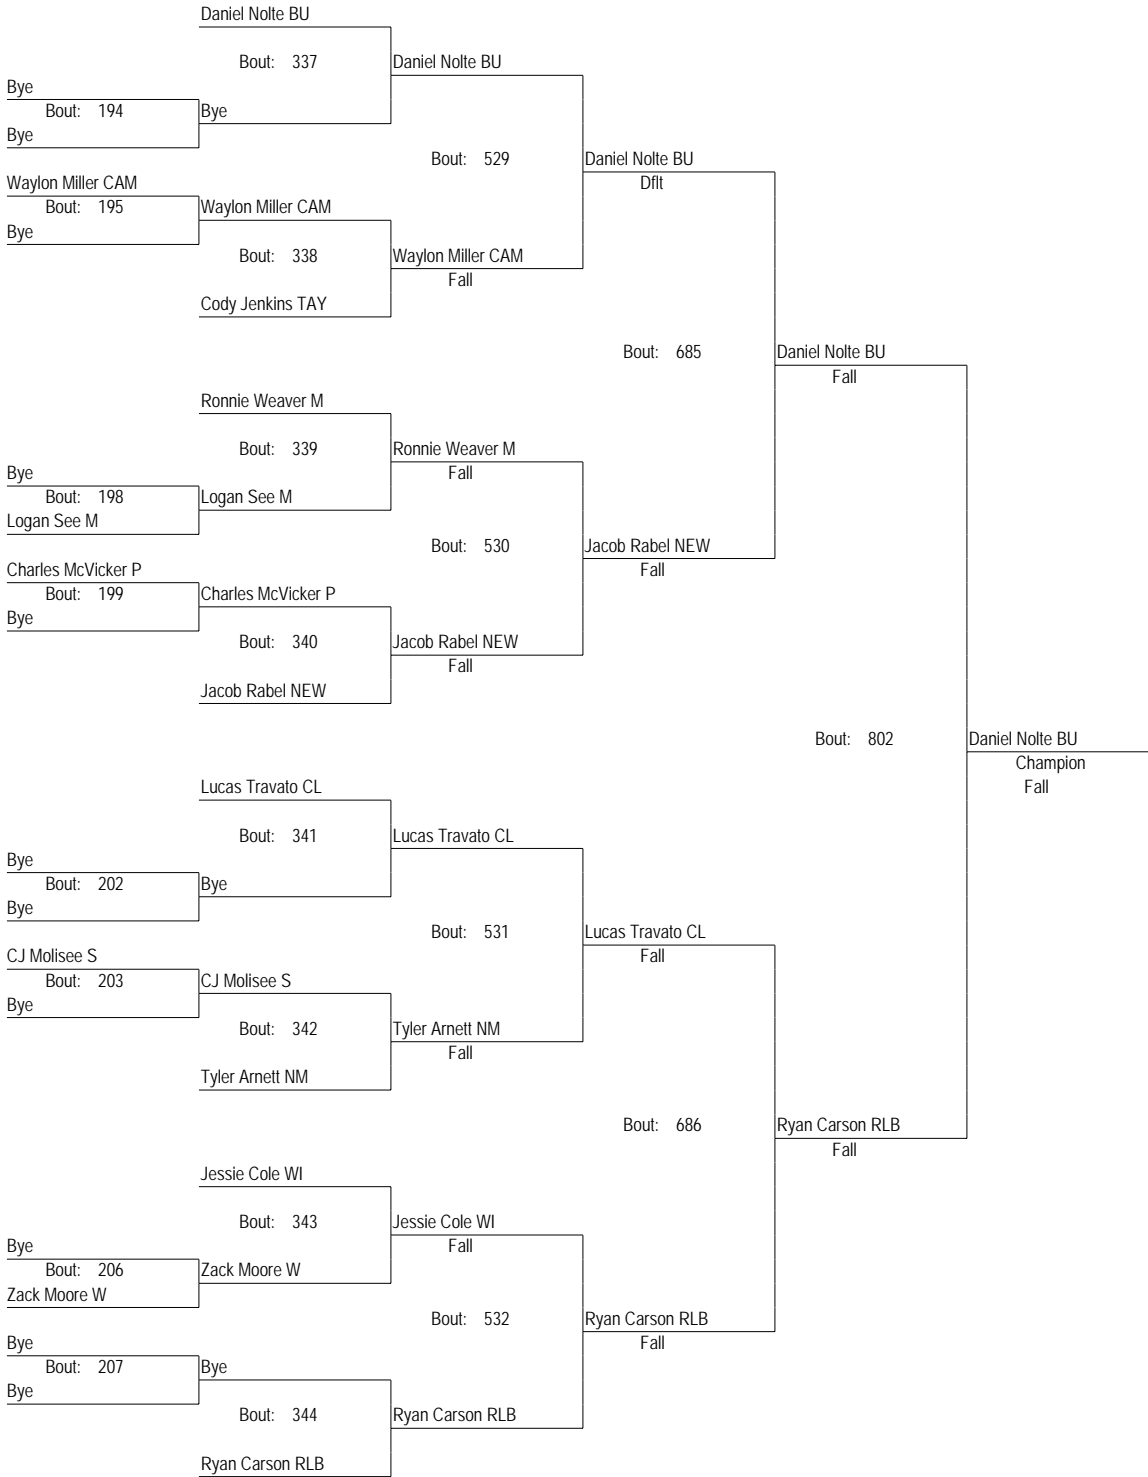 Daniel Nolte BU
Bout: 337
Daniel Nolte BU
Bye
Bout: 194
Bye
Bye
Bout: 529
Daniel Nolte BU
Dflt
Waylon Miller CAM
Bout: 195
Waylon Miller CAM
Bye
Bout: 338
Waylon Miller CAM
Fall
Cody Jenkins TAY
Bout: 685
Daniel Nolte BU
Fall
Ronnie Weaver M
Bout: 339
Ronnie Weaver M
Fall
Bye
Bout: 198
Logan See M
Logan See M
Bout: 530
Jacob Rabel NEW
Fall
Charles McVicker P
Bout: 199
Charles McVicker P
Bye
Bout: 340
Jacob Rabel NEW
Fall
Jacob Rabel NEW
Bout: 802
Daniel Nolte BU
Champion
Fall
Lucas Travato CL
Bout: 341
Lucas Travato CL
Bye
Bout: 202
Bye
Bye
Bout: 531
Lucas Travato CL
Fall
CJ Molisee S
Bout: 203
CJ Molisee S
Bye
Bout: 342
Tyler Arnett NM
Fall
Tyler Arnett NM
Bout: 686
Ryan Carson RLB
Fall
Jessie Cole WI
Bout: 343
Jessie Cole WI
Fall
Bye
Bout: 206
Zack Moore W
Zack Moore W
Bout: 532
Ryan Carson RLB
Fall
Bye
Bout: 207
Bye
Bye
Bout: 344
Ryan Carson RLB
Ryan Carson RLB